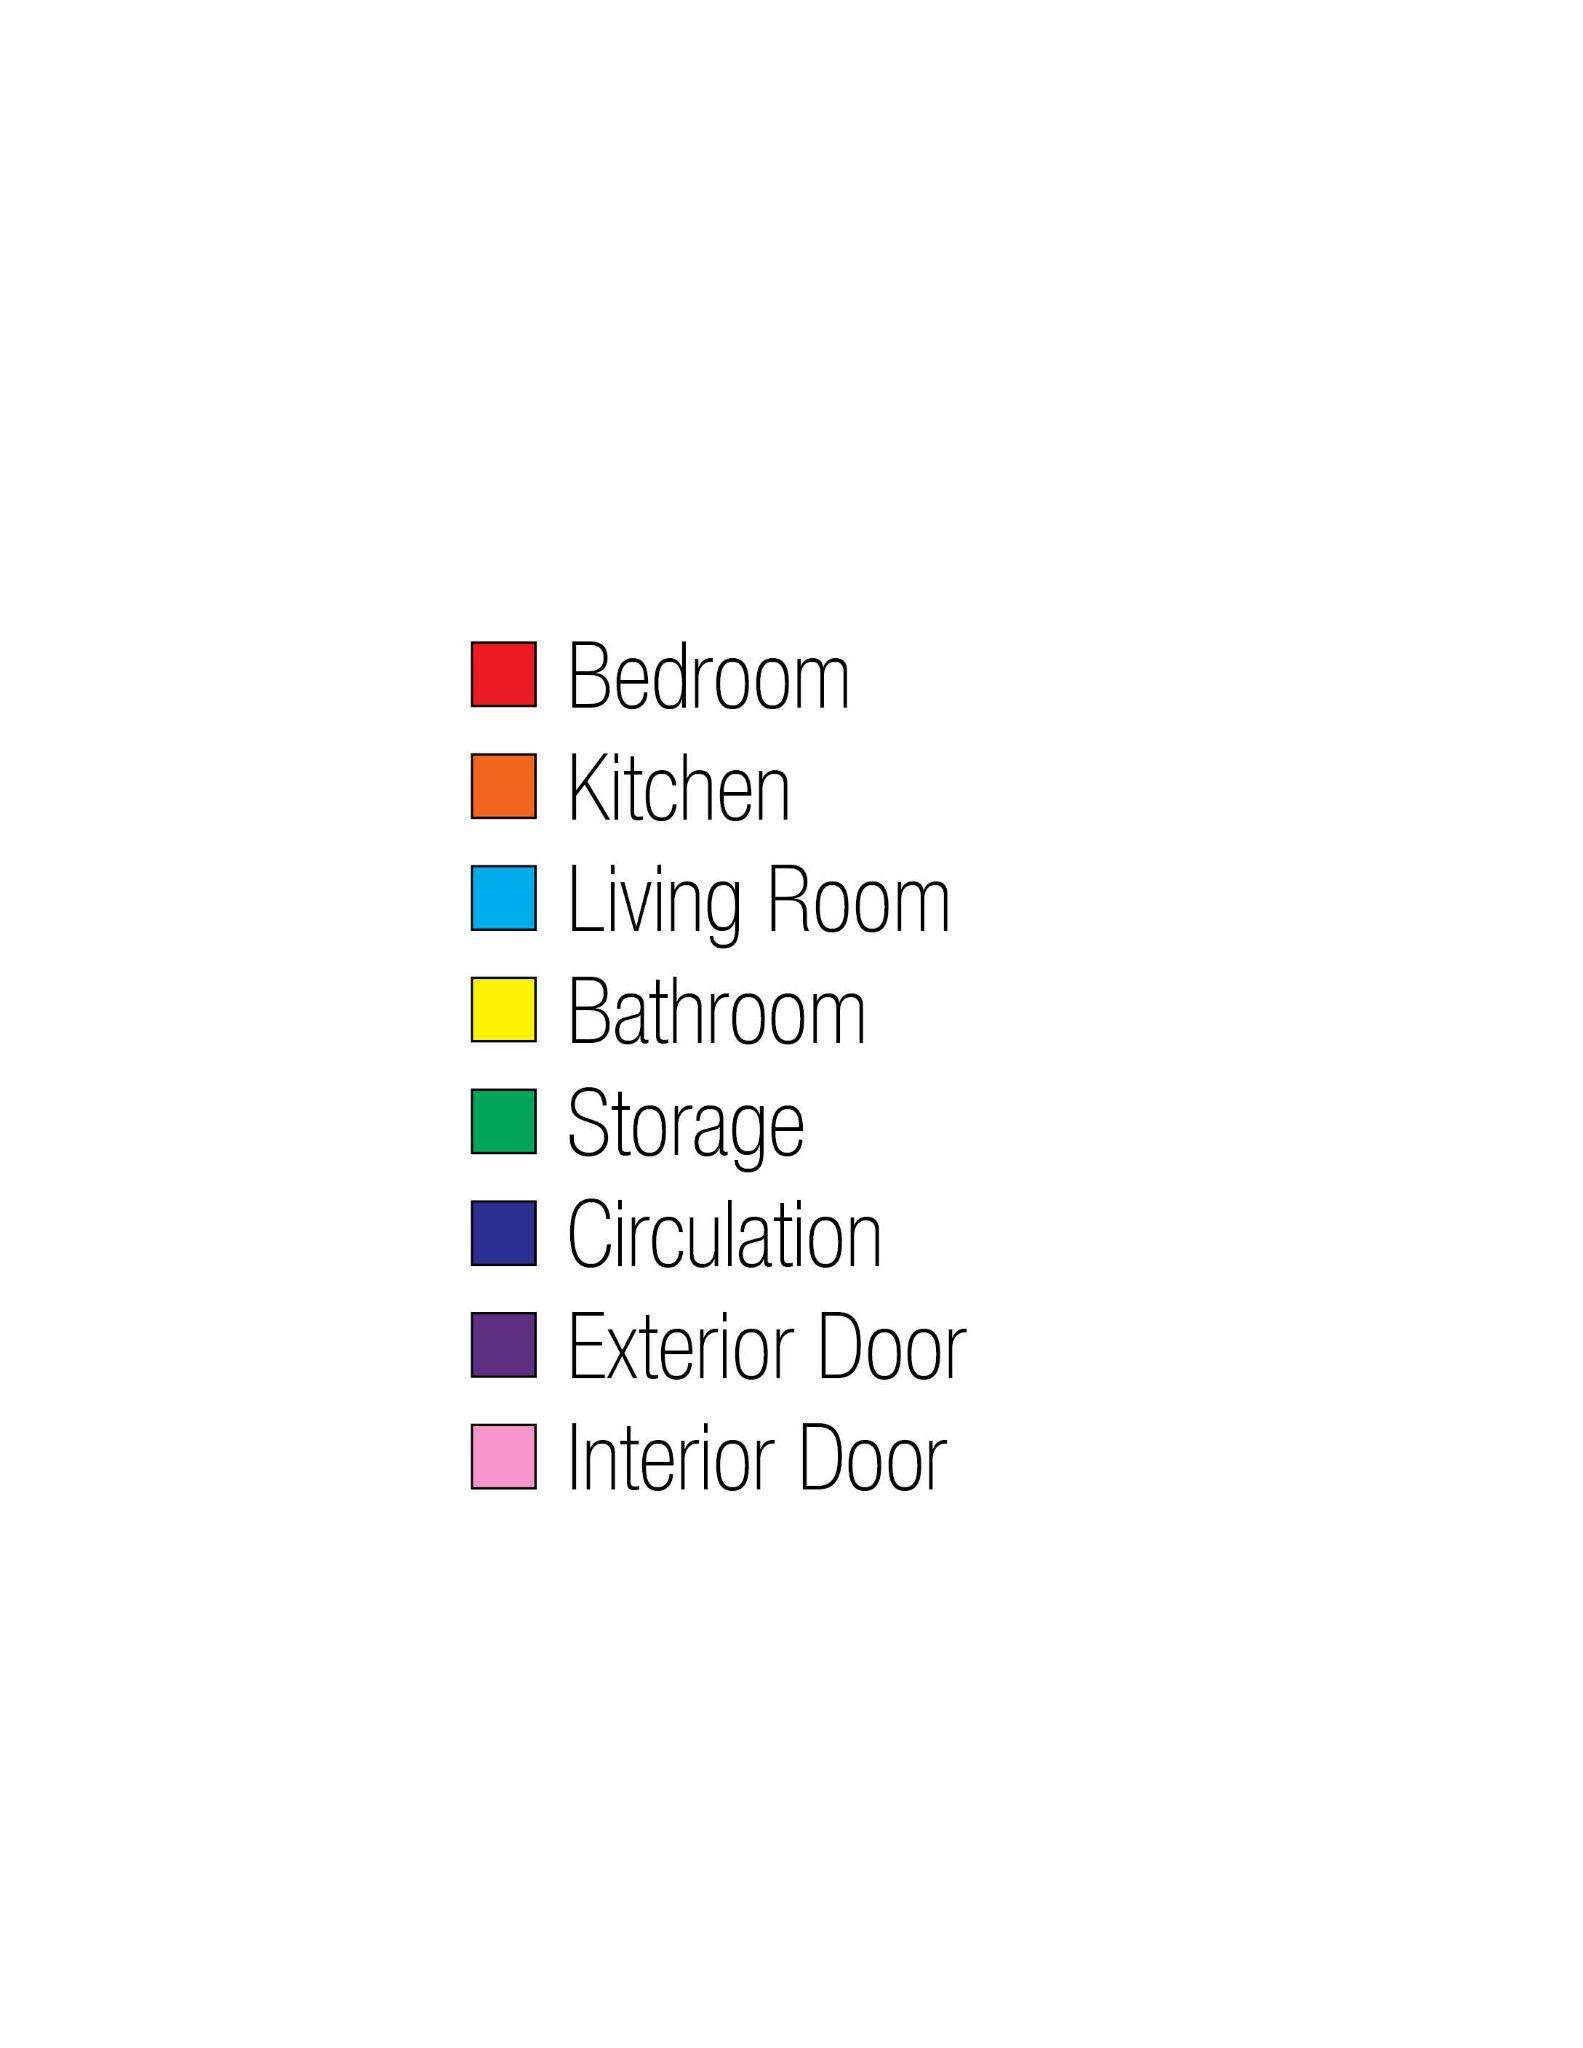 Bedroom
Kitchen
Living Room
Bathroom
Storage
Circulation
Exterior Door
Interior Door